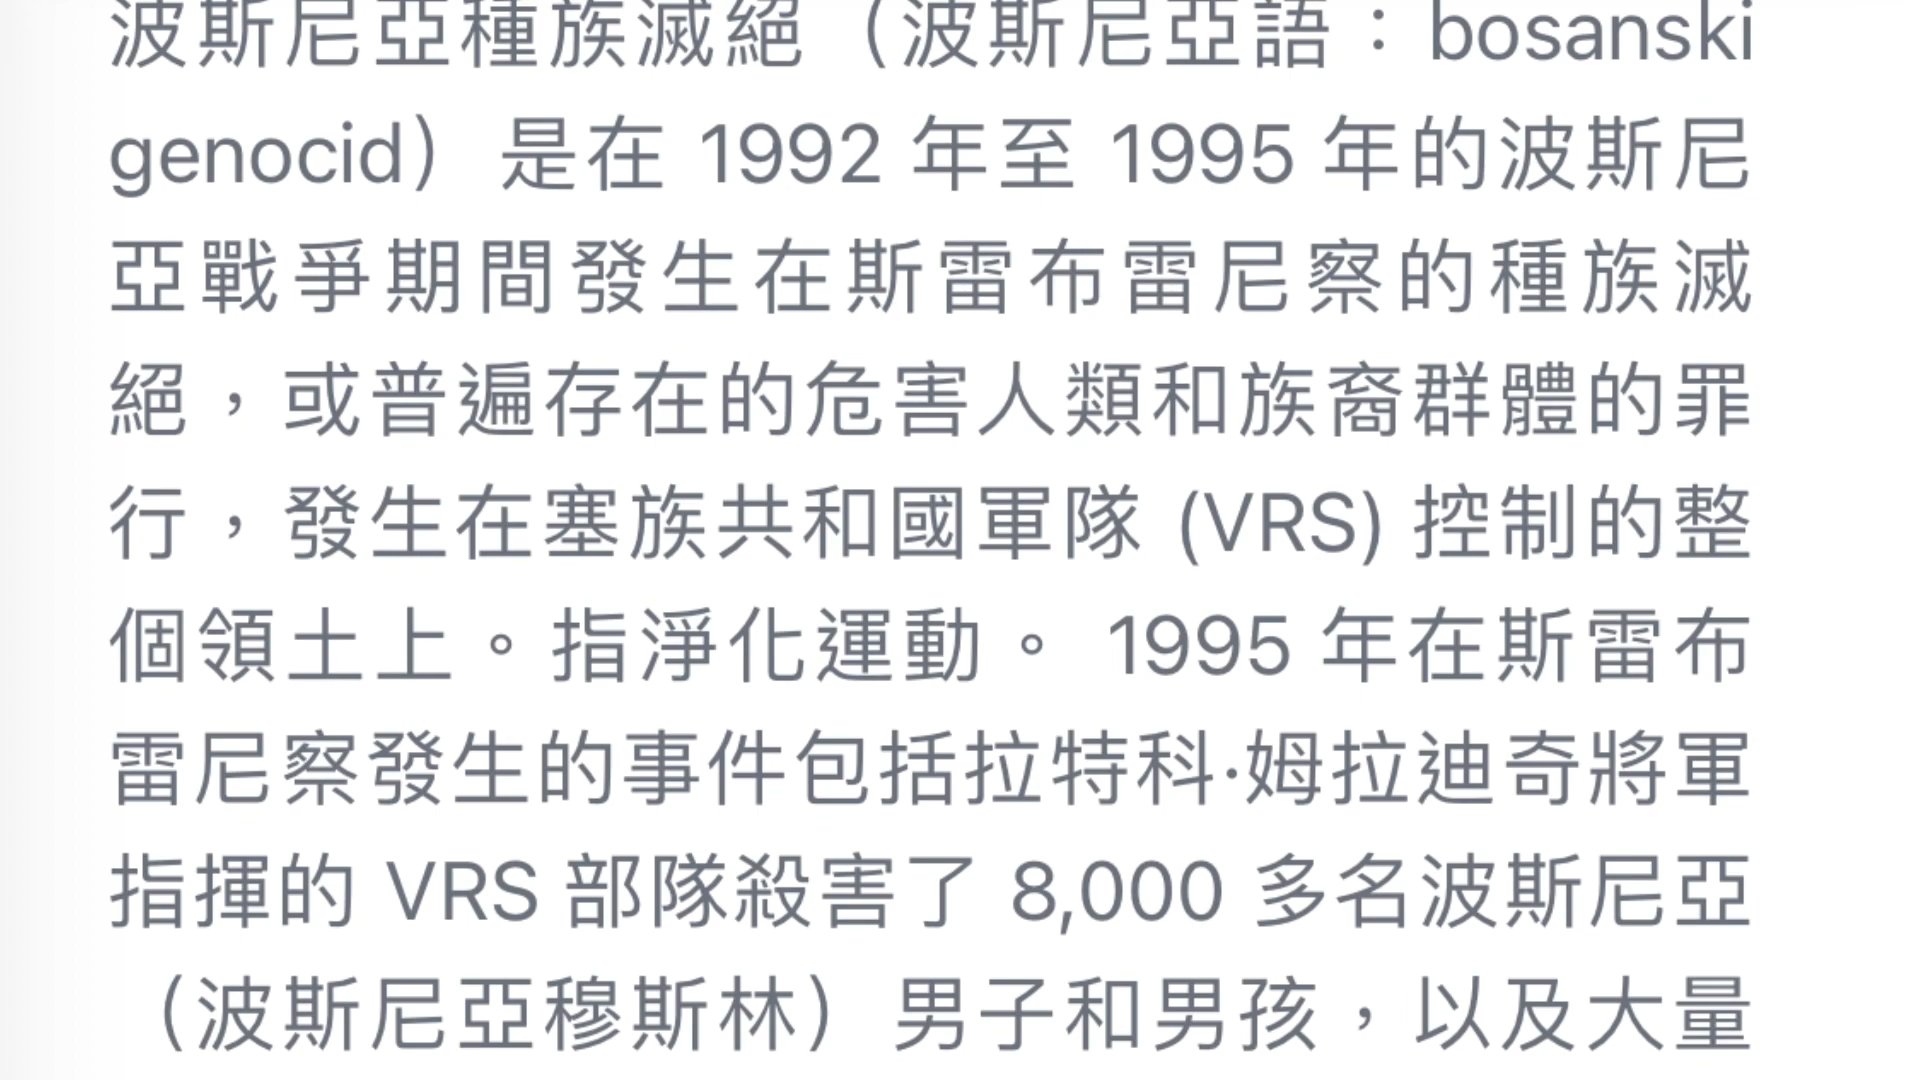 波斯尼亞種族滅絕（波斯尼亞語：bosanski
genocid）是在 1992 年至 1995 年的波斯尼
亞戰爭期間發生在斯雷布雷尼察的種族滅
絕，或普遍存在的危害人類和族裔群體的罪
行，發生在塞族共和國軍隊 (VRS) 控制的整
個領土上。指淨化運動。 1995 年在斯雷布
雷尼察發生的事件包括拉特科·姆拉迪奇將軍
指揮的 VRS 部隊殺害了 8,000 多名波斯尼亞
（波斯尼亞穆斯林）男子和男孩，以及大量